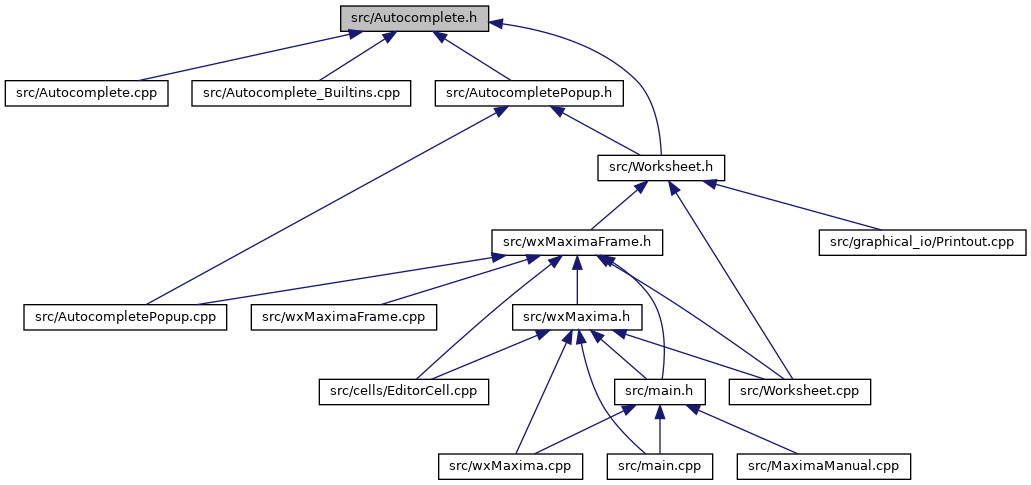 src/Autocomplete.h
src/Autocomplete.cpp
src/Autocomplete_Builtins.cpp
src/AutocompletePopup.h
src/Worksheet.h
src/wxMaximaFrame.h
src/graphical_io/Printout.cpp
src/AutocompletePopup.cpp
src/wxMaximaFrame.cpp
src/wxMaxima.h
src/cells/EditorCell.cpp
src/main.h
src/Worksheet.cpp
src/wxMaxima.cpp
src/main.cpp
src/MaximaManual.cpp